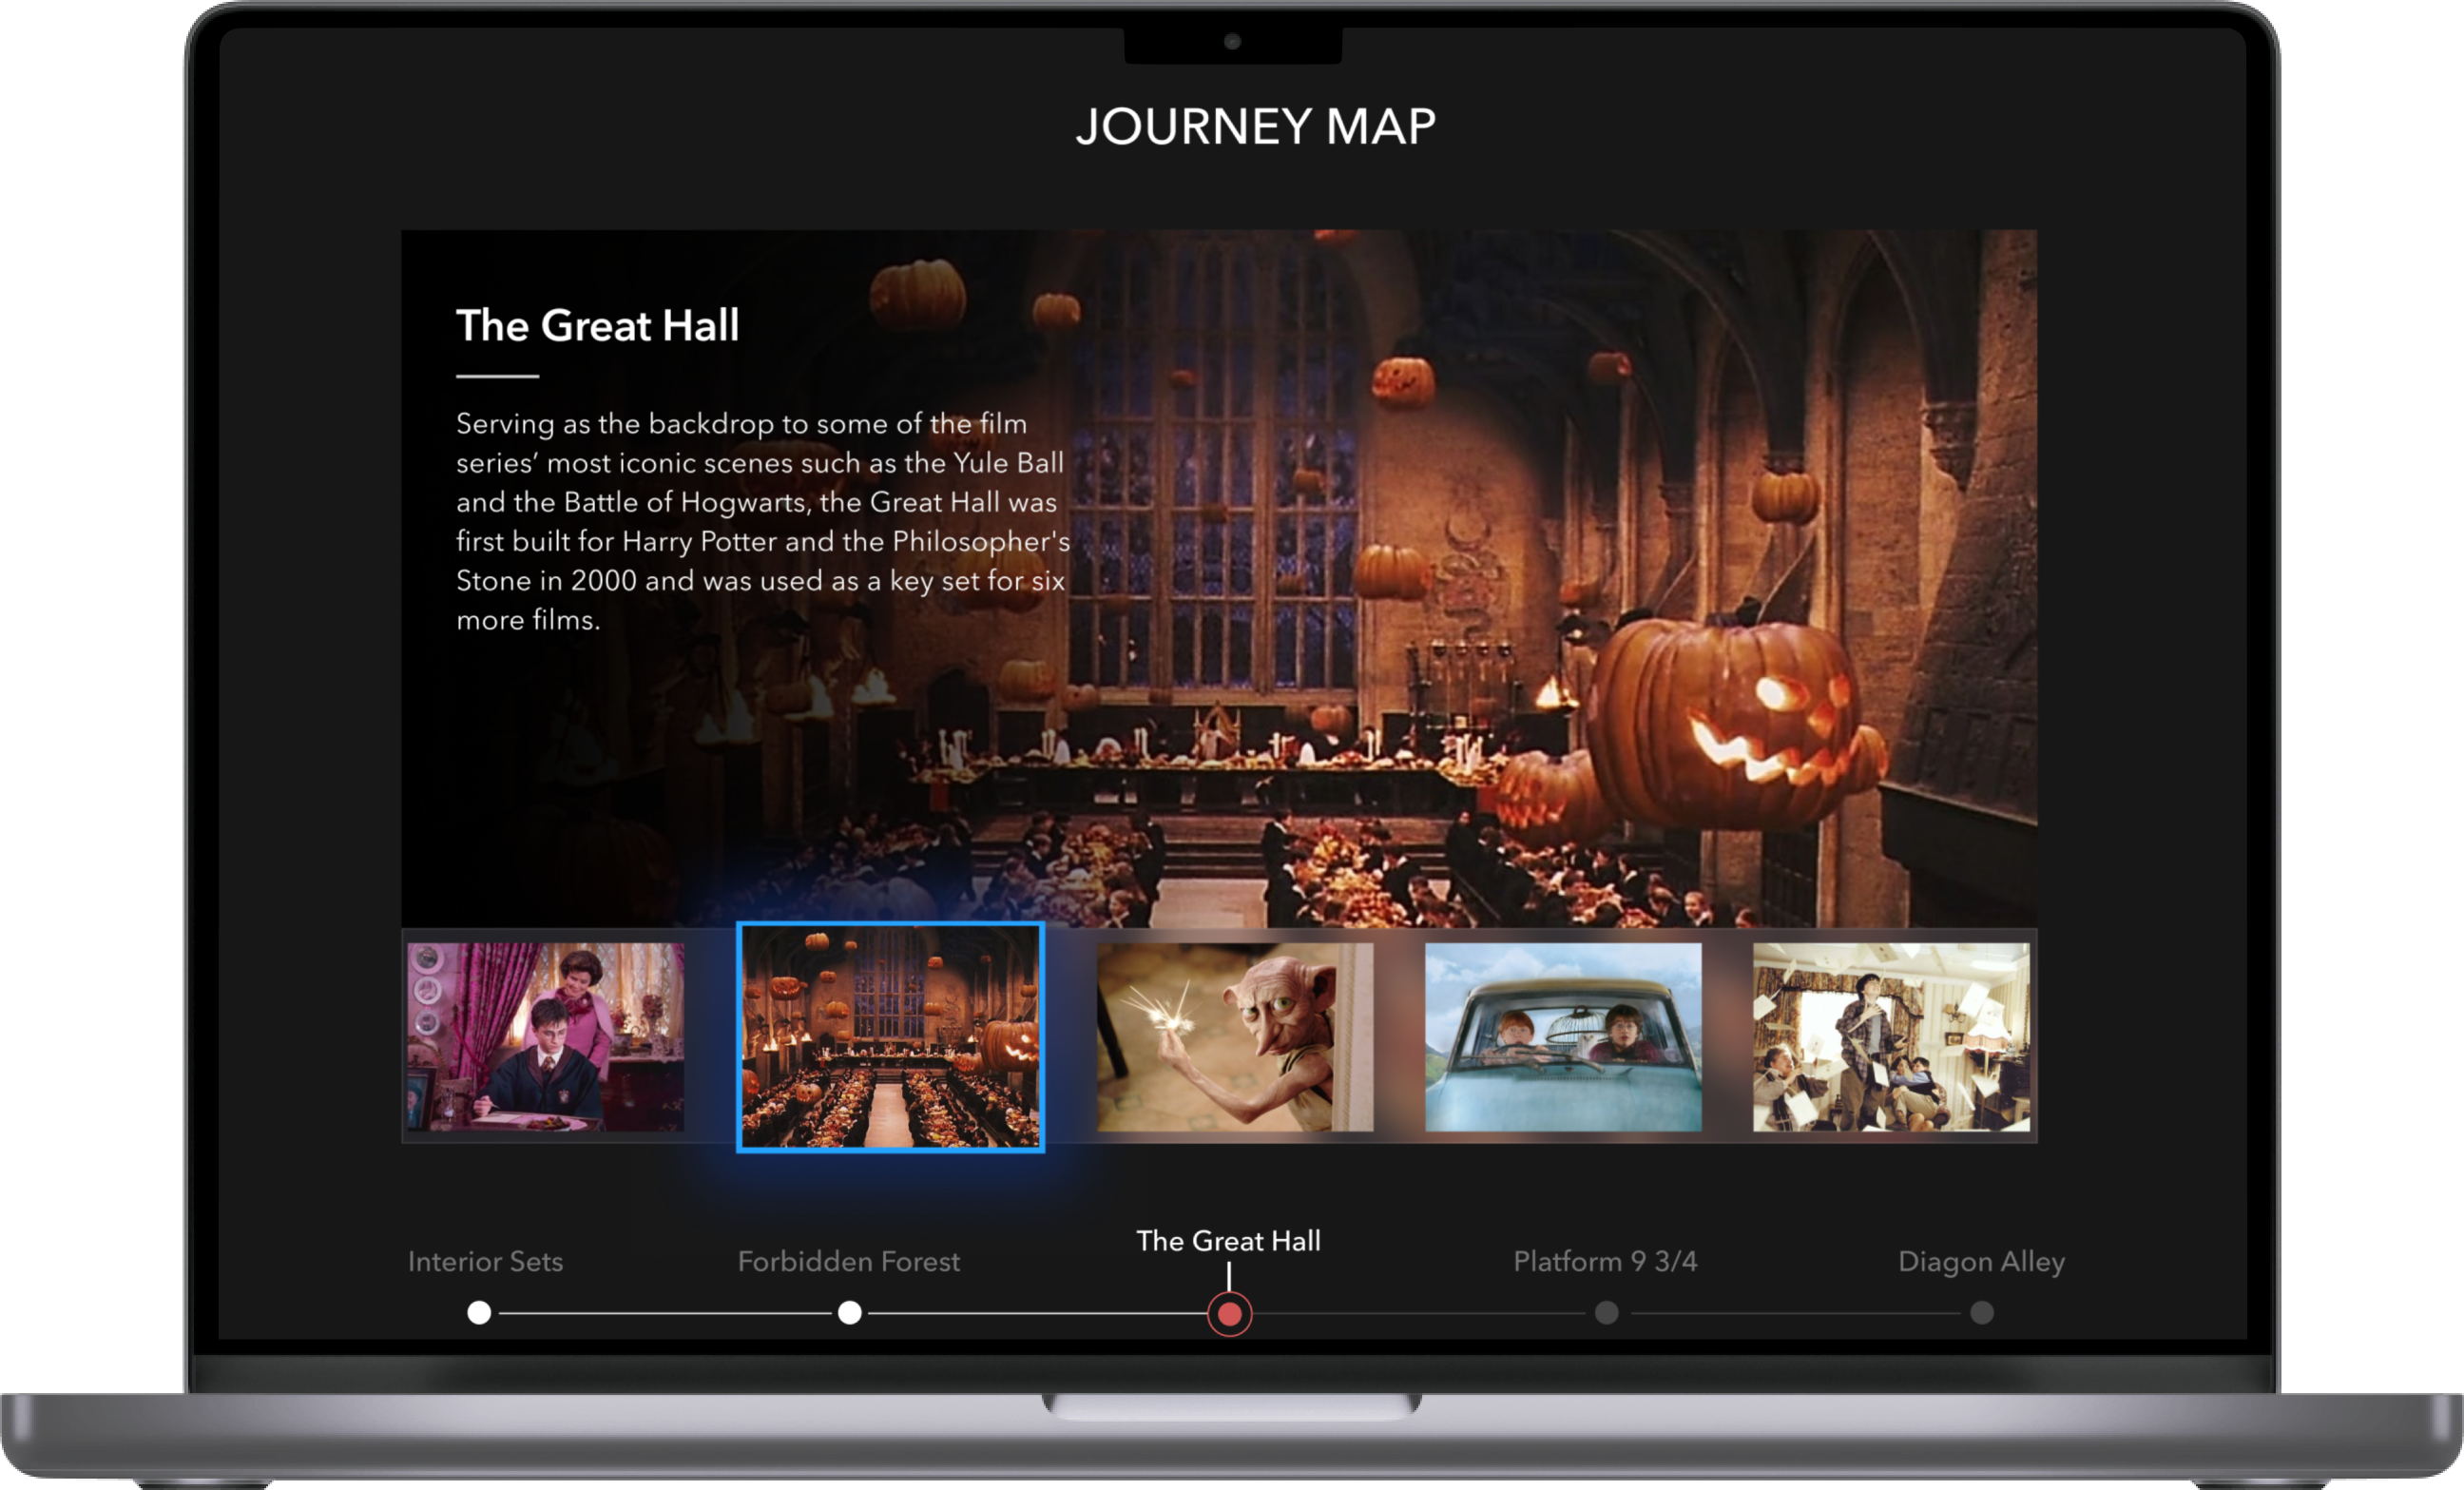 JOURNEY MAP
The Great Hall
Serving as the backdrop to some of the film
series’ most iconic scenes such as the Yule Ball
and the Battle of Hogwarts, the Great Hall was
first built for Harry Potter and the Philosopher's
Stone in 2000 and was used as a key set for six
more films.
Interior Sets
Forbidden Forest
The Great Hall
Platform 9 3/4
Diagon Alley